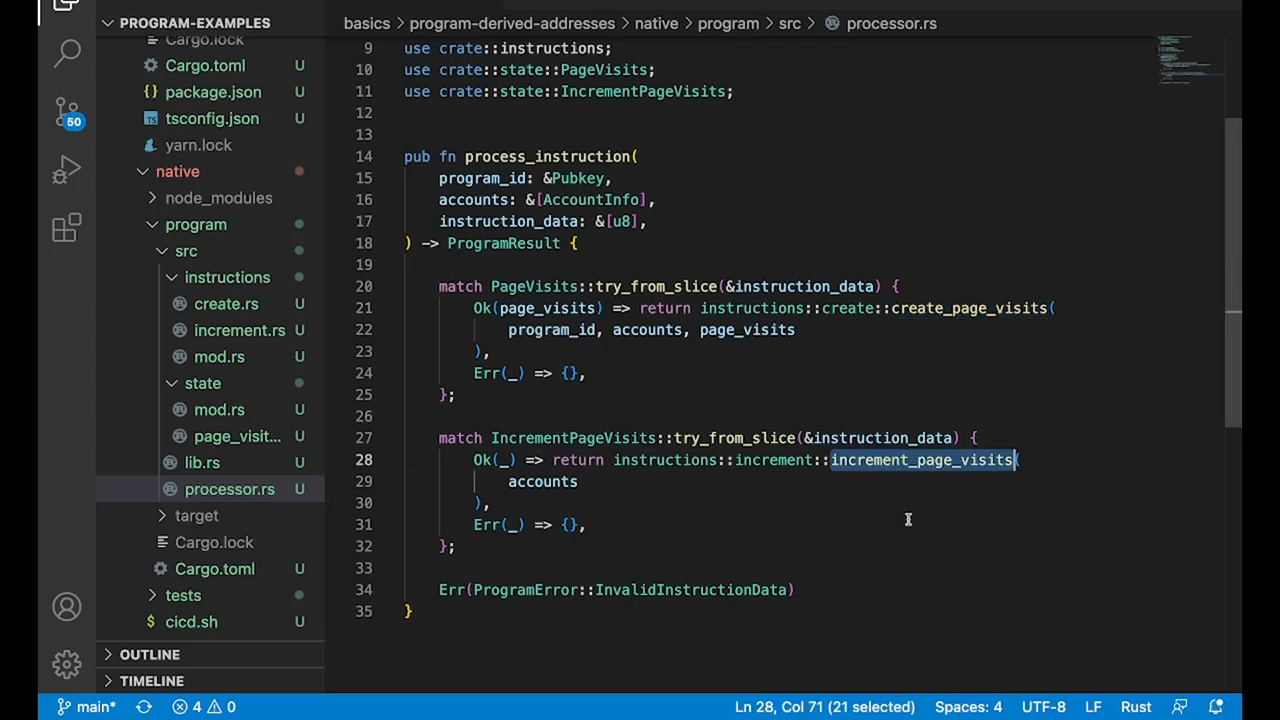 PROGRAM-EXAMPLES
Cargo.lock
Cargo.toml U
{} package.json U
TS tsconfig.json U
yarn.lock
native
node_modules
program
src
instructions
create.rs U
increment.rs U
mod.rs U
state
mod.rs U
page_visit... U
lib.rs U
processor.rs U
target
Cargo.lock
Cargo.toml U
tests
$ cicd.sh U
OUTLINE
TIMELINE
50
basics > program-derived-addresses > native > program > src > processor.rs
9 use crate::instructions;
10 use crate::state::PageVisits;
11 use crate::state::IncrementPageVisits;
12
13
14 pub fn process_instruction(
15 program_id: &Pubkey,
16 accounts: &[AccountInfo],
17 instruction_data: &[u8],
18 ) -> ProgramResult {
19
20 match PageVisits::try_from_slice(&instruction_data) {
21 Ok(page_visits) => return instructions::create::create_page_visits(
22 program_id, accounts, page_visits
23 ),
24 Err(_) => {},
25 };
26
27 match IncrementPageVisits::try_from_slice(&instruction_data) {
28 Ok(_) => return instructions::increment::increment_page_visits(
29 accounts
30 ),
31 Err(_) => {},
32 };
33
34 Err(ProgramError::InvalidInstructionData)
35 }
main* 4 0 Ln 28, Col 71 (21 selected) Spaces: 4 UTF-8 LF Rust